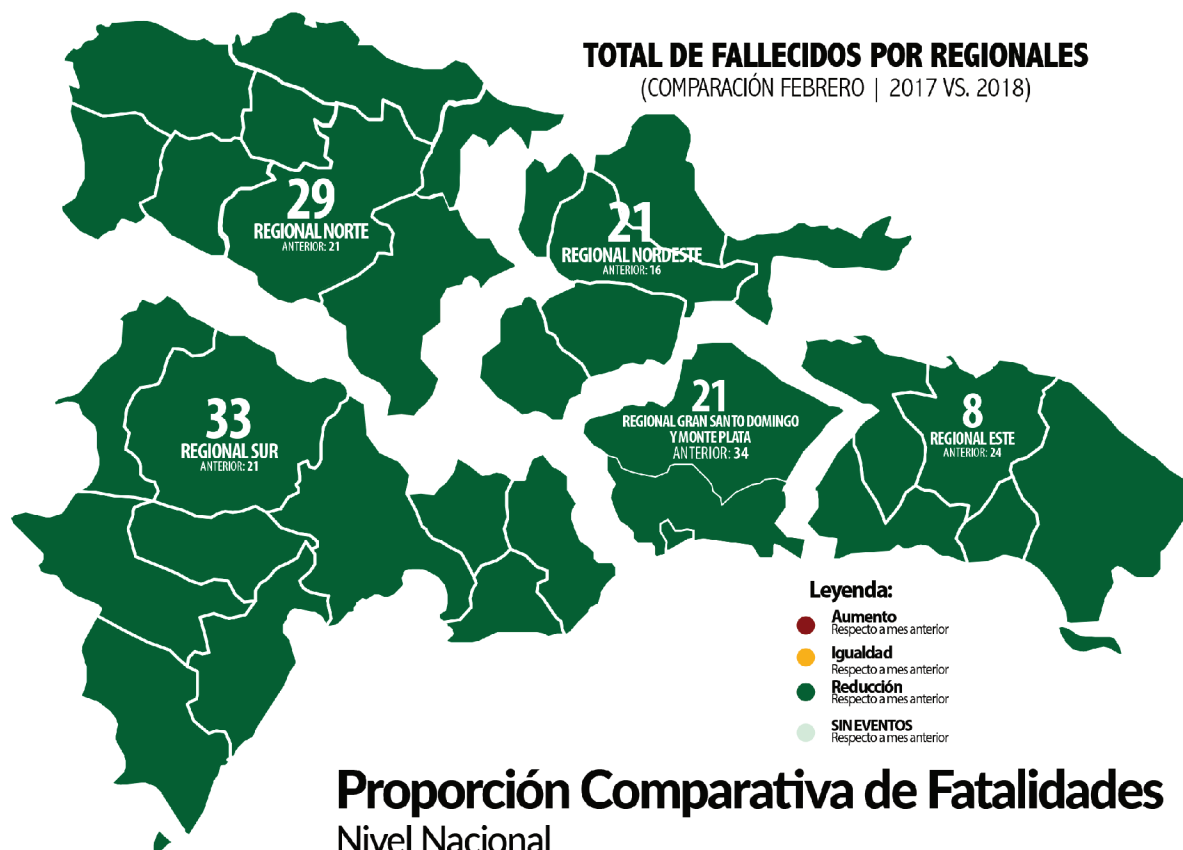 TOTAL DE FALLECIDOS POR REGIONALES
(COMPARACIÓN FEBRERO | 2017 VS. 2018)
29
REGIONAL NORTE
ANTERIOR: 21
21
REGIONAL NORDESTE
ANTERIOR: 16
33
REGIONAL SUR
ANTERIOR: 21
21
REGIONAL GRAN SANTO DOMINGO
Y MONTE PLATA
ANTERIOR: 34
8
REGIONAL ESTE
ANTERIOR: 24
Leyenda:
Aumento
Respecto a mes anterior
Igualdad
Respecto a mes anterior
Reducción
Respecto a mes anterior
SIN EVENTOS
Respecto a mes anterior
Proporción Comparativa de Fatalidades
Nivel Nacional